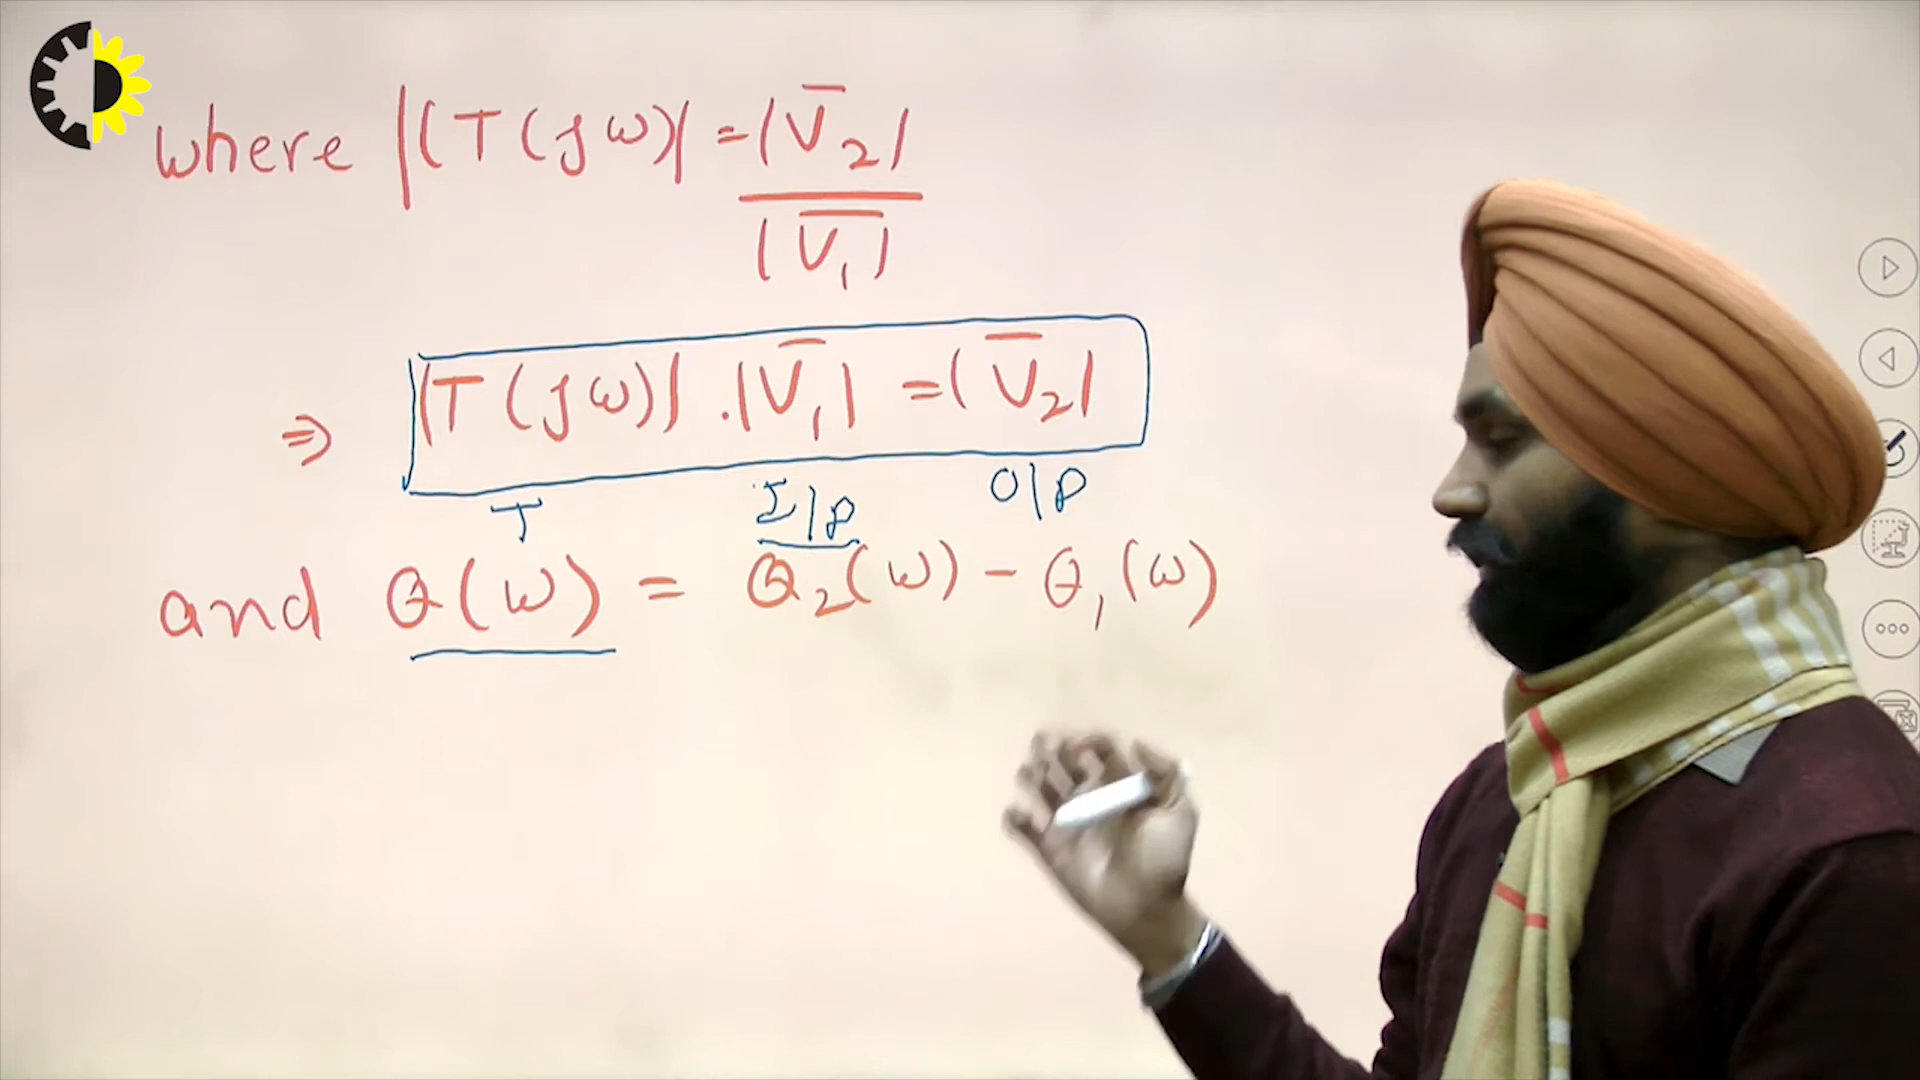 where |(T(jω)| = |V̅₂|
|V̅₁|
⇒ |T(jω)| . |V̅₁| = |V̅₂|
T I/P O/P
and θ(ω) = θ₂(ω) - θ₁(ω)